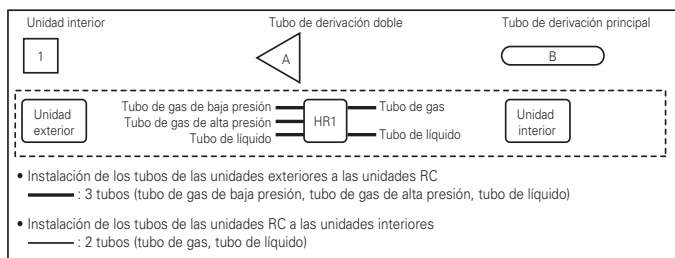 Unidad interior
Tubo de derivación doble
Tubo de derivación principal
1
A
B
Unidad
exterior
Tubo de gas de baja presión
Tubo de gas de alta presión
Tubo de líquido
HR1
Tubo de gas
Tubo de líquido
Unidad
interior
• Instalación de los tubos de las unidades exteriores a las unidades RC
: 3 tubos (tubo de gas de baja presión, tubo de gas de alta presión, tubo de líquido)
• Instalación de los tubos de las unidades RC a las unidades interiores
: 2 tubos (tubo de gas, tubo de líquido)